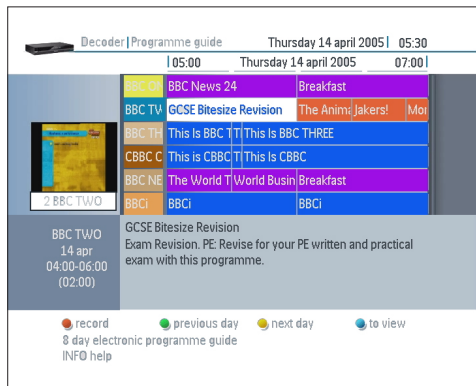 Decoder | Programme guide Thursday 14 april 2005 | 05:30
05:00 Thursday 14 april 2005 07:00
BBC ON BBC News 24 Breakfast
BBC TW GCSE Bitesize Revision The Anima Jakers! Mor
BBC TH This Is BBC T T This Is BBC THREE
CBBC C This is CBBC T This Is CBBC
BBC NE The World T World Busin Breakfast
BBCi BBCi BBCi
2 BBC TWO
BBC TWO
14 apr
04:00-06:00
(02:00)
GCSE Bitesize Revision
Exam Revision. PE: Revise for your PE written and practical
exam with this programme.
record previous day next day to view
8 day electronic programme guide
INFO help